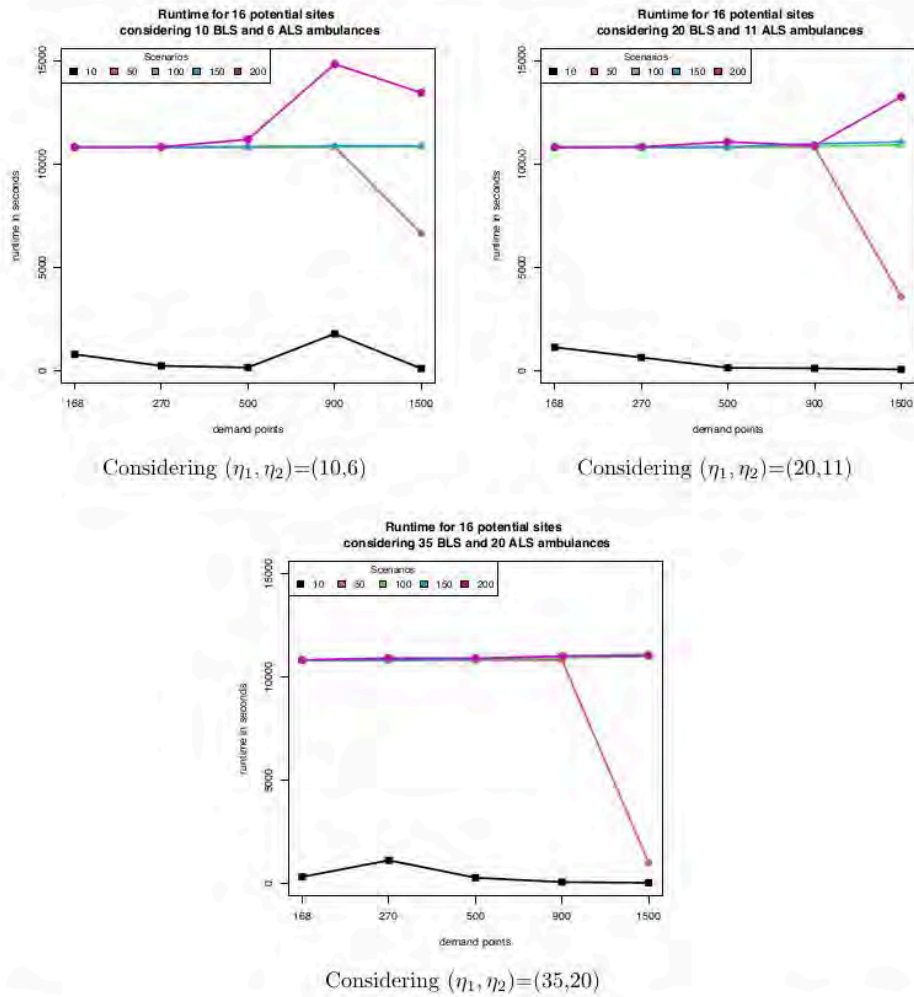 Runtime for 16 potential sites
considering 10 BLS and 6 ALS ambulances
Scenarios
10 50 100 150 200
15000
10000
5000
0
runtime in seconds
168 270 500 900 1500
demand points
Considering (η₁, η₂)=(10,6)
Runtime for 16 potential sites
considering 20 BLS and 11 ALS ambulances
Scenarios
10 50 100 150 200
15000
10000
5000
0
runtime in seconds
168 270 500 900 1500
demand points
Considering (η₁, η₂)=(20,11)
Runtime for 16 potential sites
considering 35 BLS and 20 ALS ambulances
Scenarios
10 50 100 150 200
15000
10000
5000
0
runtime in seconds
168 270 500 900 1500
demand points
Considering (η₁, η₂)=(35,20)